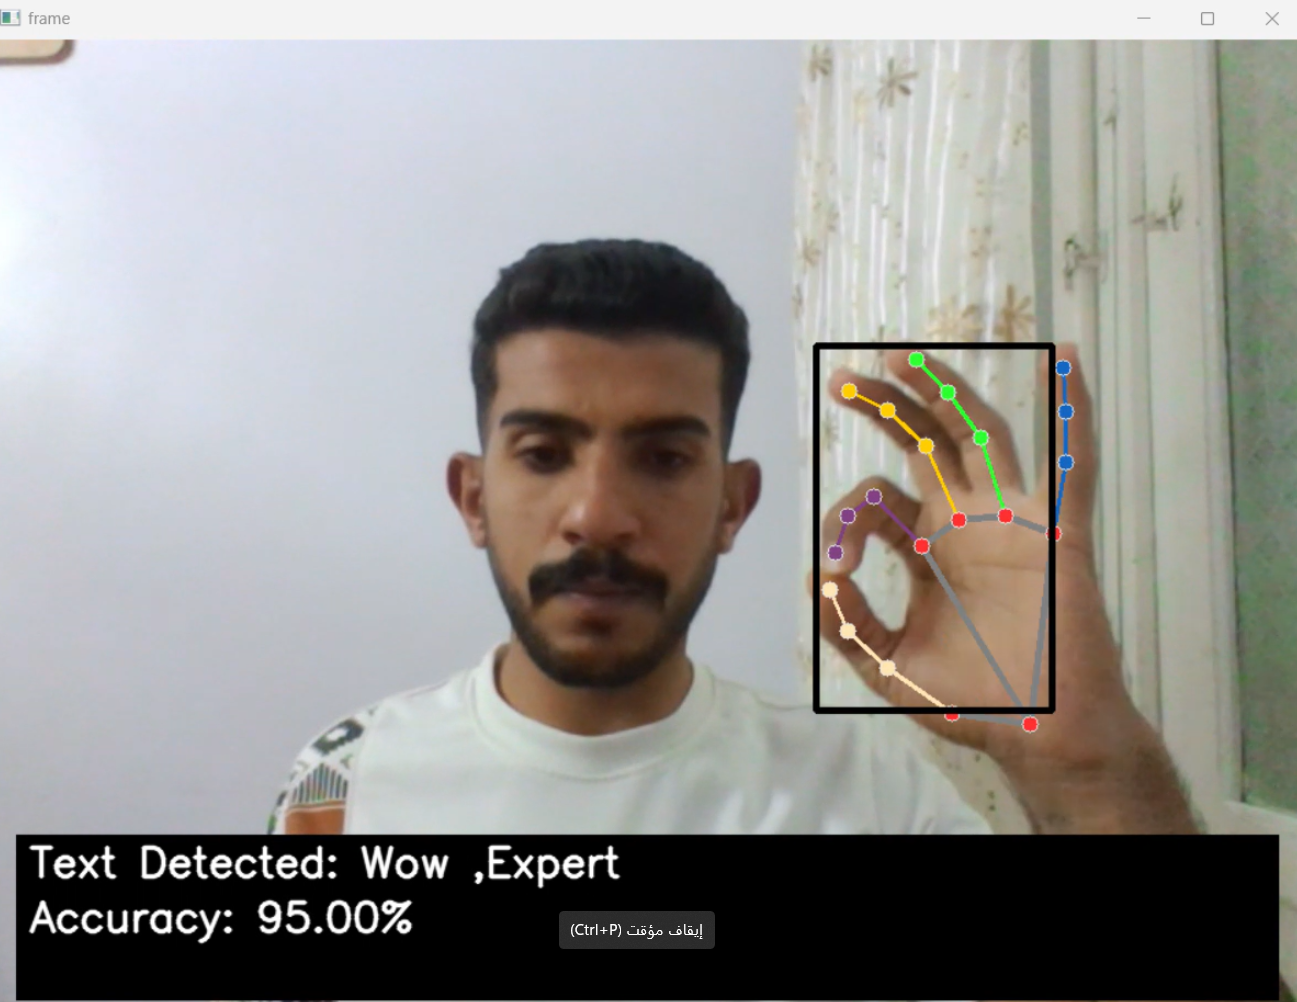 frame
Text Detected: Wow ,Expert
Accuracy: 95.00%
إيقاف مؤقت (Ctrl+P)